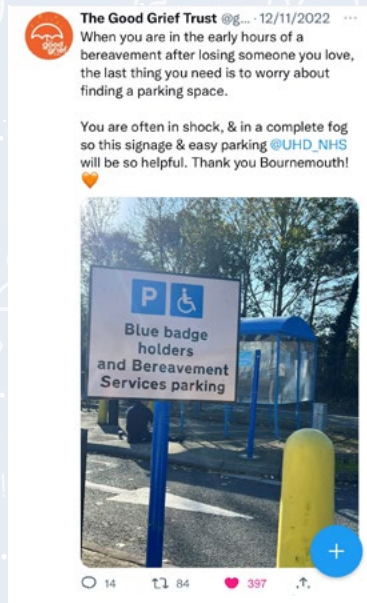 The Good Grief Trust @g... · 12/11/2022 ...
When you are in the early hours of a
bereavement after losing someone you love,
the last thing you need is to worry about
finding a parking space.
You are often in shock, & in a complete fog
so this signage & easy parking @UHD_NHS
will be so helpful. Thank you Bournemouth!
🧡
good
grief
P
Blue badge
holders
and Bereavement
Services parking
14 84 397